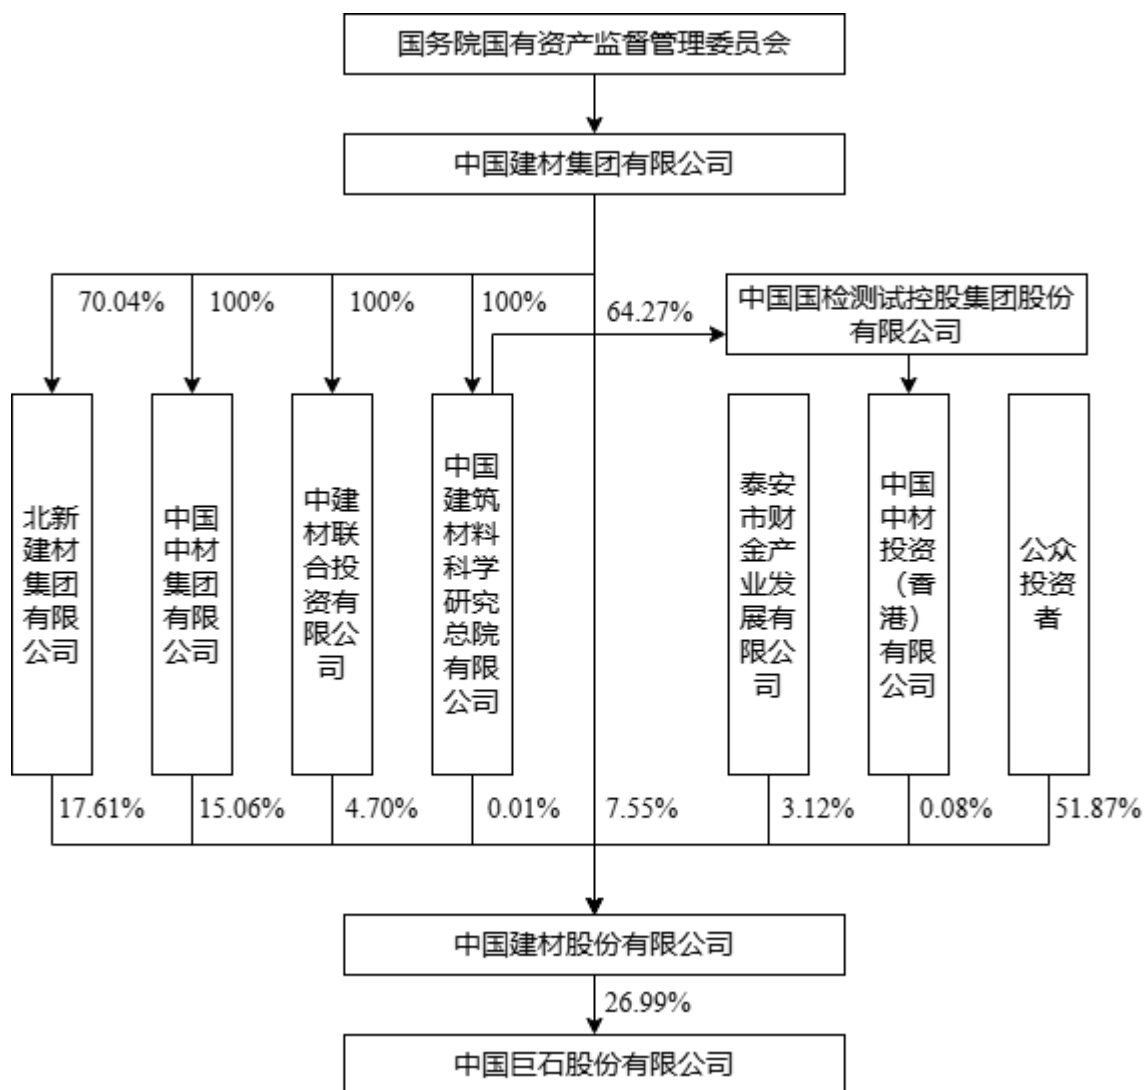 国务院国有资产监督管理委员会
中国建材集团有限公司
70.04%
100%
100%
100%
64.27%
中国国检测试控股集团股份
有限公司
北新
建材
集团
有限
公司
中国
中材
集团
有限
公司
中建
材联
合投
资有
限公
司
中国
建筑
材料
科学
研究
总院
有限
公司
泰安
市财
金产
业发
展有
限公
司
中国
中材
投资
（香
港）
有限
公司
公众
投资
者
17.61%
15.06%
4.70%
0.01%
7.55%
3.12%
0.08%
51.87%
中国建材股份有限公司
26.99%
中国巨石股份有限公司